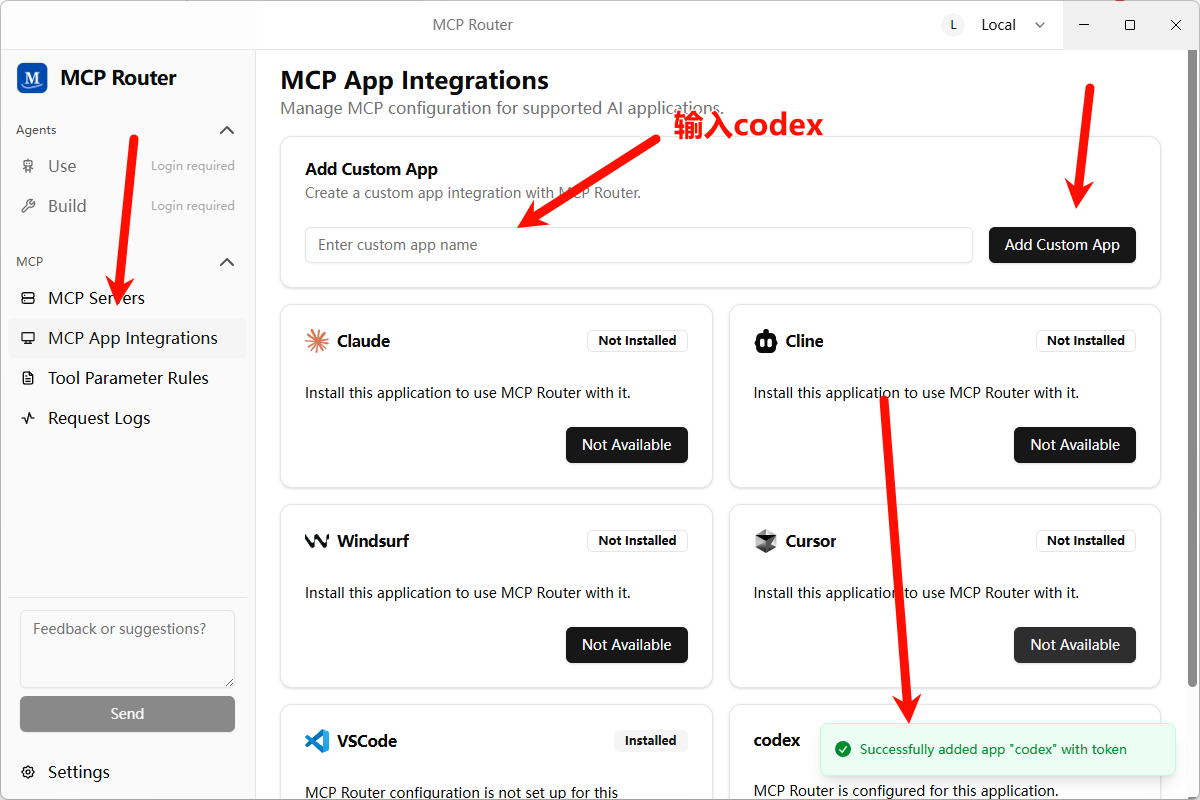 MCP Router
L
Local
M
MCP Router
Agents
Use
Login required
Build
Login required
MCP
MCP Servers
MCP App Integrations
Tool Parameter Rules
Request Logs
Feedback or suggestions?
Send
Settings
MCP App Integrations
Manage MCP configuration for supported AI applications.
输入codex
Add Custom App
Create a custom app integration with MCP Router.
Enter custom app name
Add Custom App
Claude
Not Installed
Install this application to use MCP Router with it.
Not Available
Cline
Not Installed
Install this application to use MCP Router with it.
Not Available
Windsurf
Not Installed
Install this application to use MCP Router with it.
Not Available
Cursor
Not Installed
Install this application to use MCP Router with it.
Not Available
VSCode
Installed
MCP Router configuration is not set up for this
codex
Successfully added app "codex" with token
MCP Router is configured for this application.